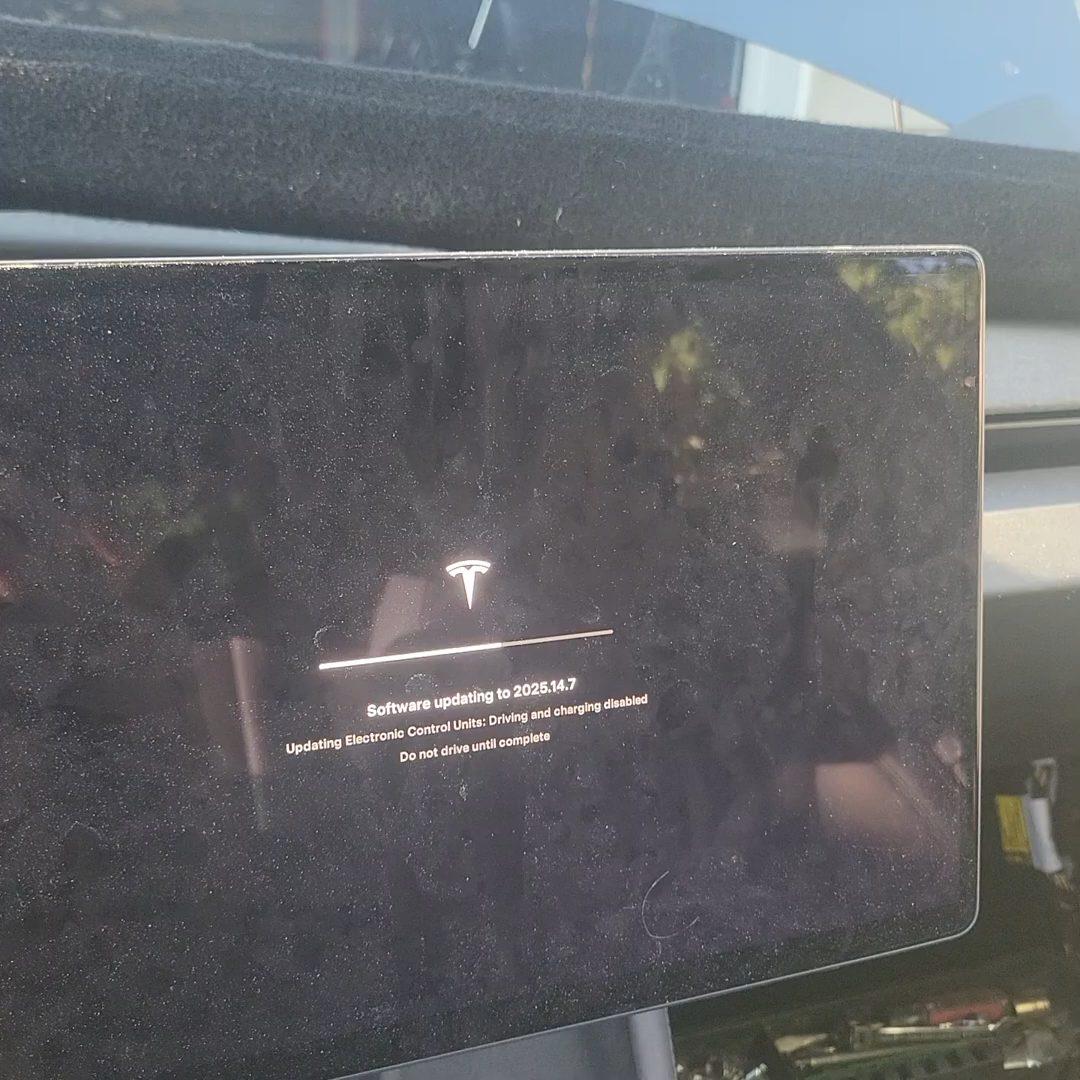 Software updating to 2025.14.7
Updating Electronic Control Units: Driving and charging disabled
Do not drive until complete